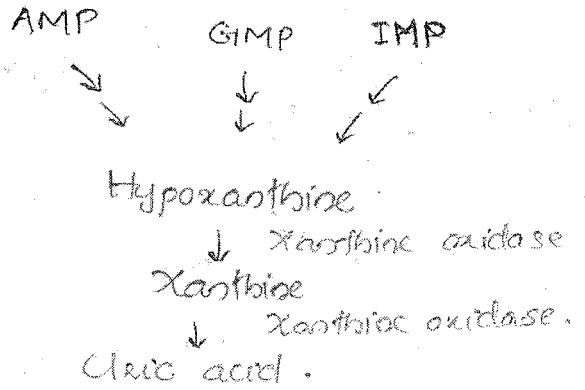 AMP GMP IMP
Hypoxanthine
Xanthine oxidase
Xanthine
Xanthine oxidase.
Uric acid.